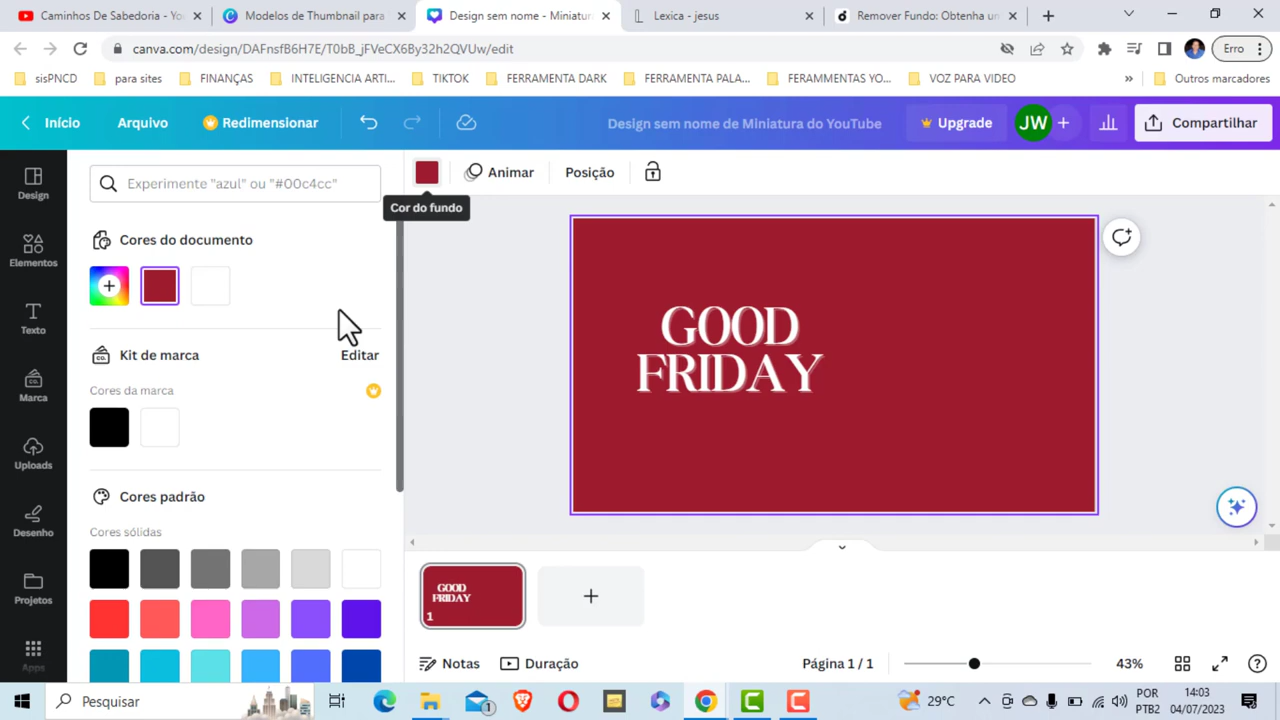 Caminhos De Sabedoria - You
Modelos de Thumbnail para
Design sem nome - Miniatur
Lexica - jesus
Remover Fundo: Obtenha um
canva.com/design/DAFnsfB6H7E/T0bB_jFVeCX6By32h2QVUw/edit
Erro
sisPNCD
para sites
FINANÇAS
INTELIGENCIA ARTI...
TIKTOK
FERRAMENTA DARK
FERRAMENTA PALA...
FERAMMENTAS YO...
VOZ PARA VIDEO
»
Outros marcadores
Início
Arquivo
Redimensionar
Design sem nome de Miniatura do YouTube
Upgrade
JW
Compartilhar
Design
Elementos
Texto
Marca
Uploads
Desenho
Projetos
Apps
Experimente "azul" ou "#00c4cc"
Cores do documento
Kit de marca
Editar
Cores da marca
Cores padrão
Cores sólidas
Animar
Posição
Cor do fundo
GOOD
FRIDAY
GOOD
FRIDAY
1
Notas
Duração
Página 1 / 1
43%
Pesquisar
1
29°C
POR
PTB2
14:03
04/07/2023